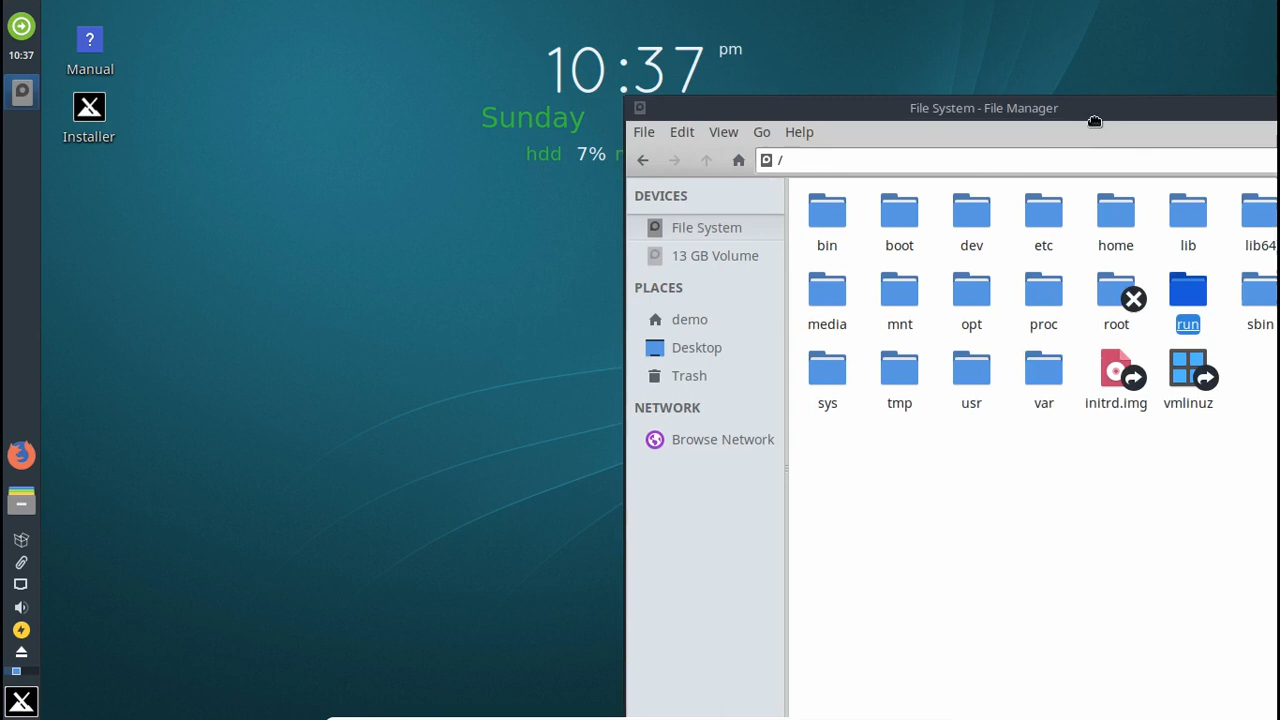 10:37
?
Manual
Installer
10:37 pm
Sunday
hdd 7%
File System - File Manager
File Edit View Go Help
/
DEVICES
File System
13 GB Volume
PLACES
demo
Desktop
Trash
NETWORK
Browse Network
bin boot dev etc home lib lib64
media mnt opt proc root run sbin
sys tmp usr var initrd.img vmlinuz